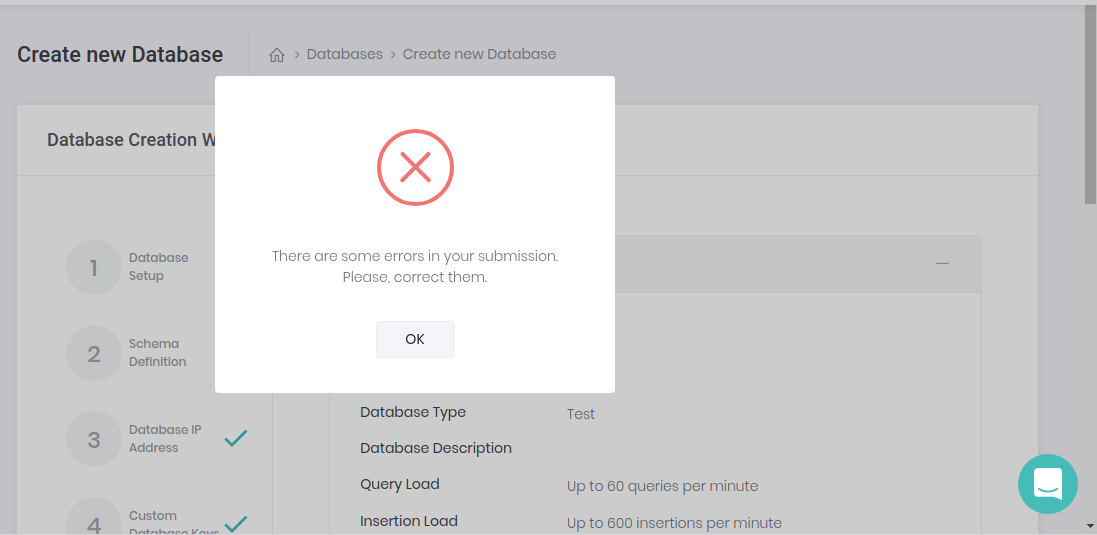 Create new Database
> Databases > Create new Database
Database Creation W
There are some errors in your submission.
Please, correct them.
OK
1
Database
Setup
2
Schema
Definition
3
Database IP
Address
4
Custom
Database Keys
Database Type Test
Database Description
Query Load Up to 60 queries per minute
Insertion Load Up to 600 insertions per minute